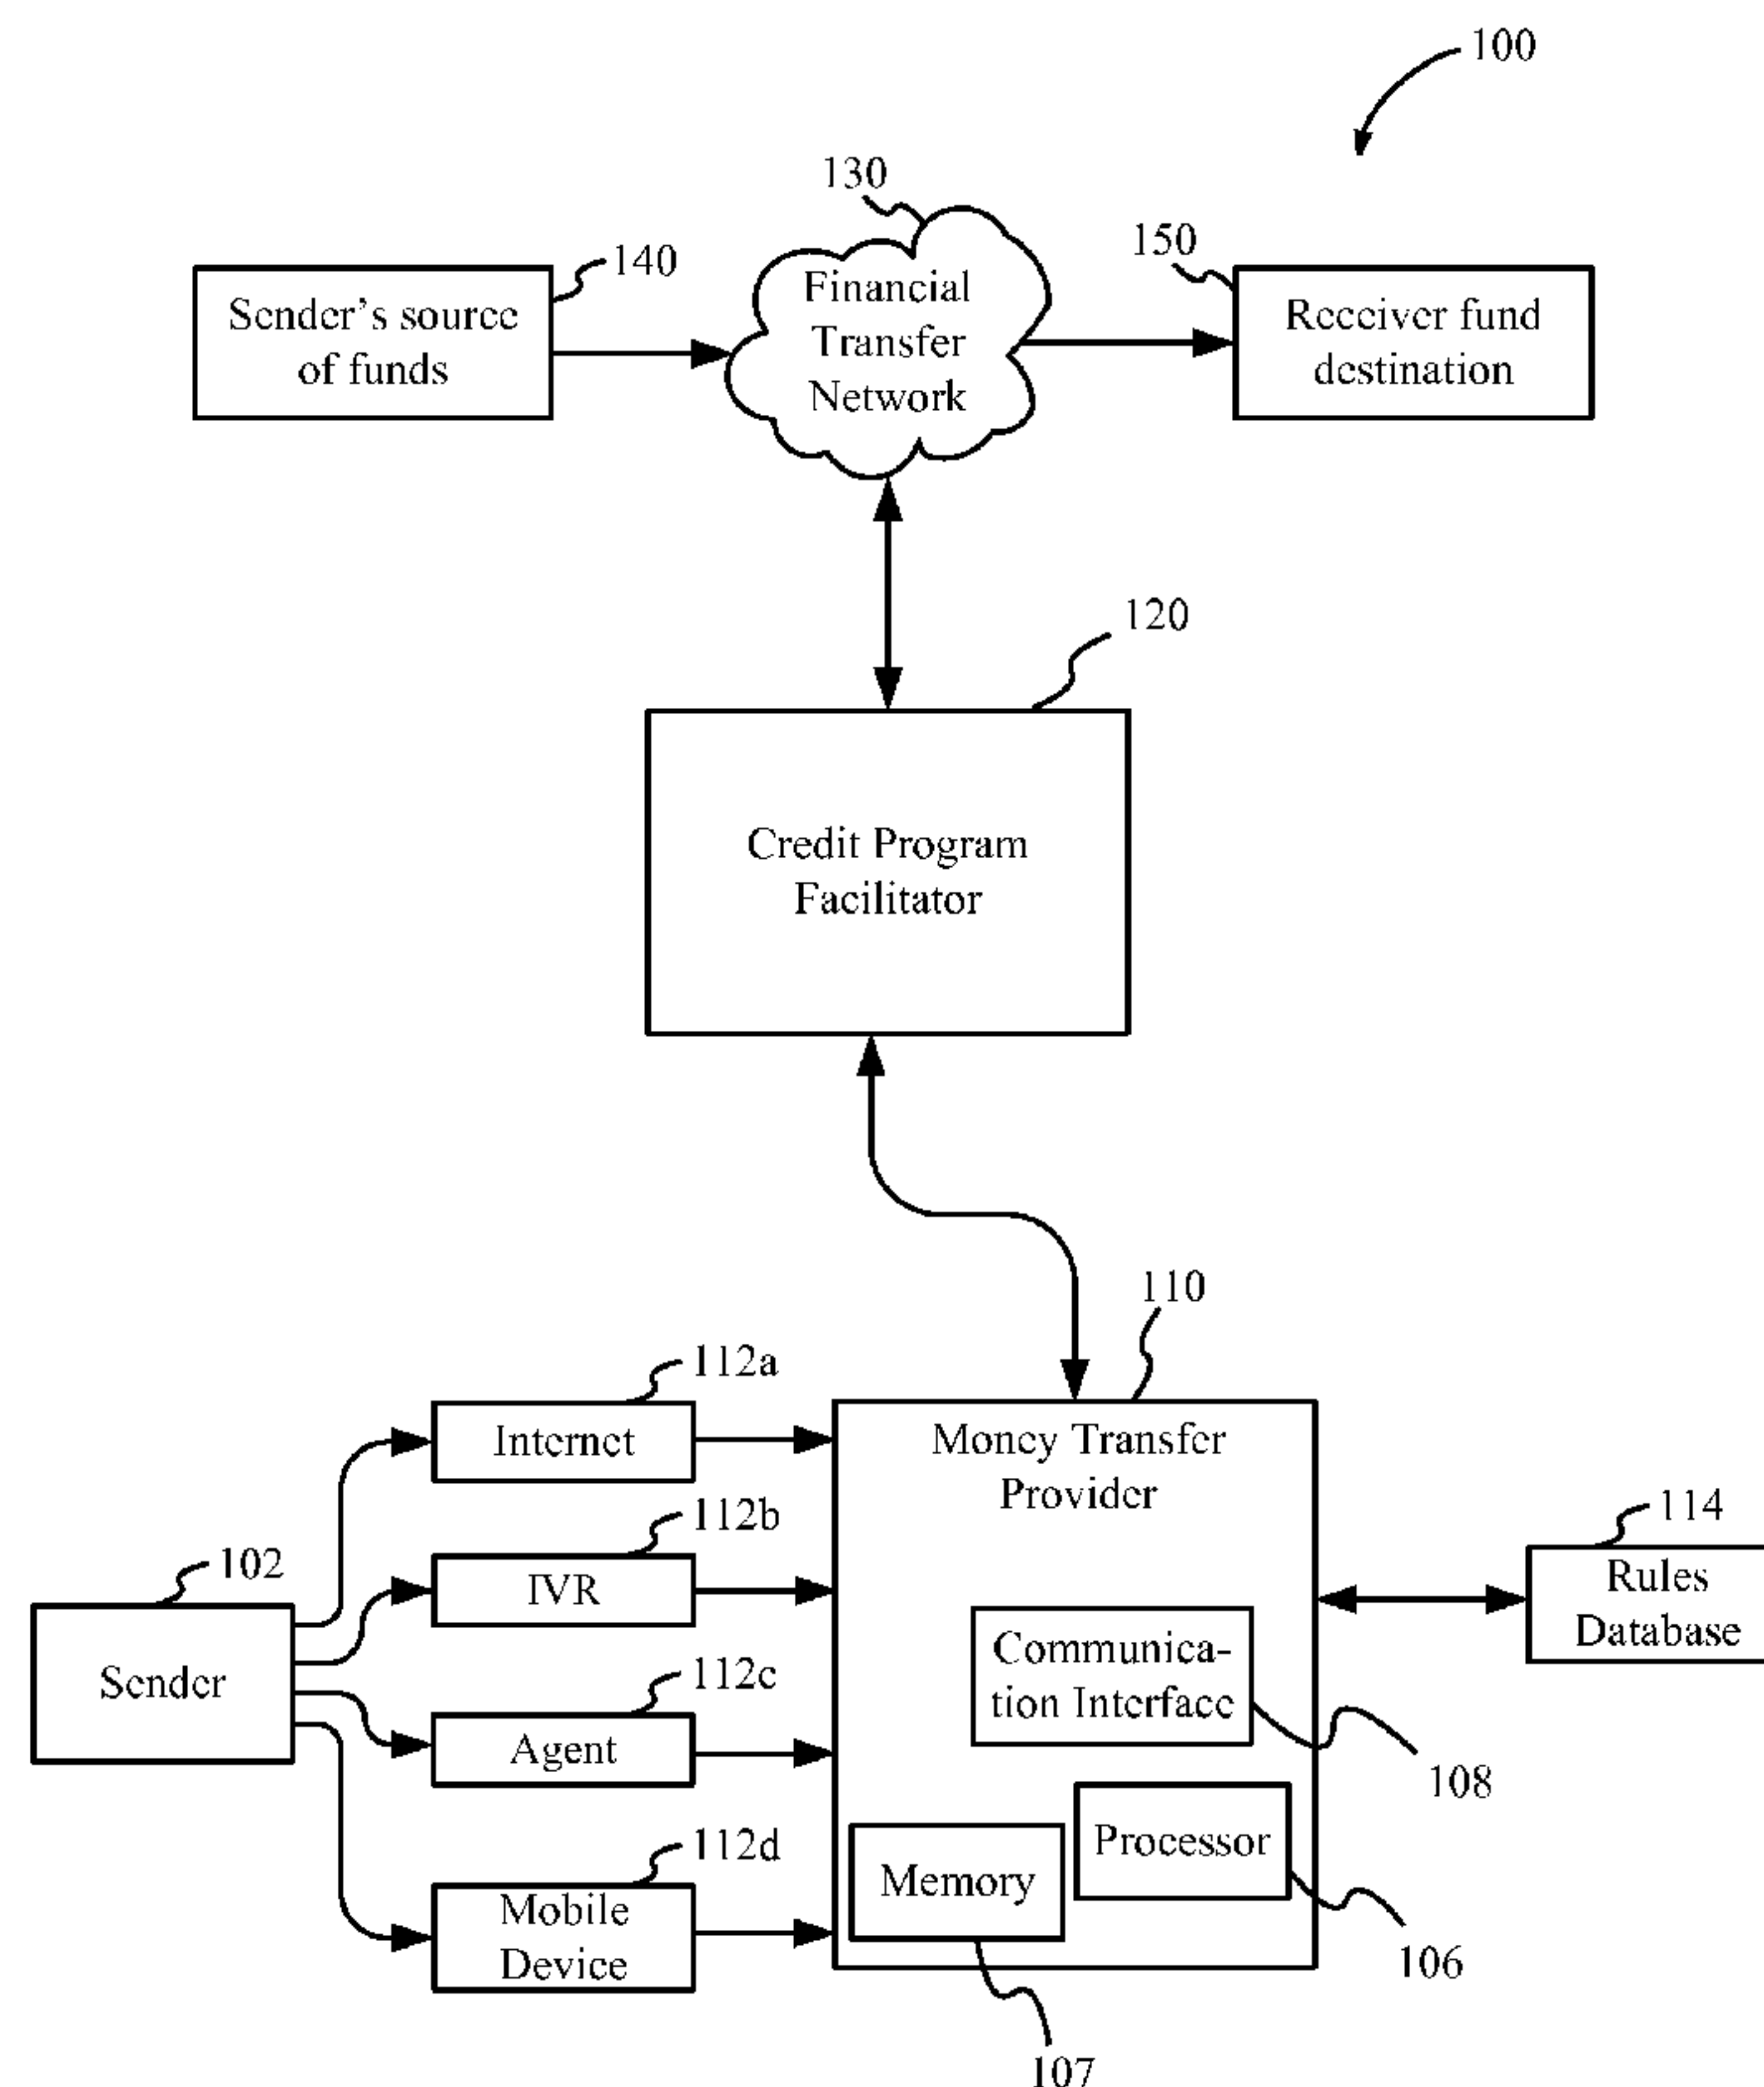 100
130
140
150
Sender's source
of funds
Financial
Transfer
Network
Receiver fund
destination
120
Credit Program
Facilitator
110
112a
Internet
Money Transfer
Provider
112b
IVR
114
Rules
Database
102
Sender
Communica-
tion Interface
112c
Agent
108
112d
Mobile
Device
Memory
Processor
106
107